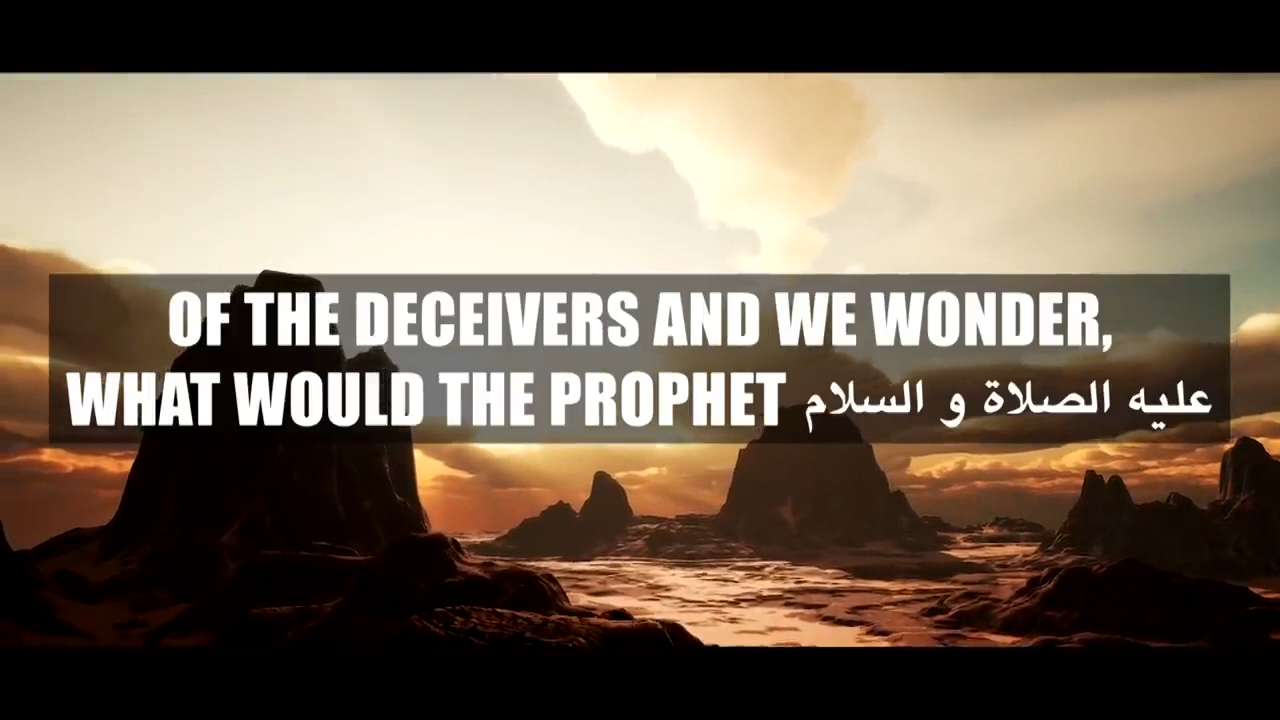 OF THE DECEIVERS AND WE WONDER,
WHAT WOULD THE PROPHET عليه الصلاة و السلام